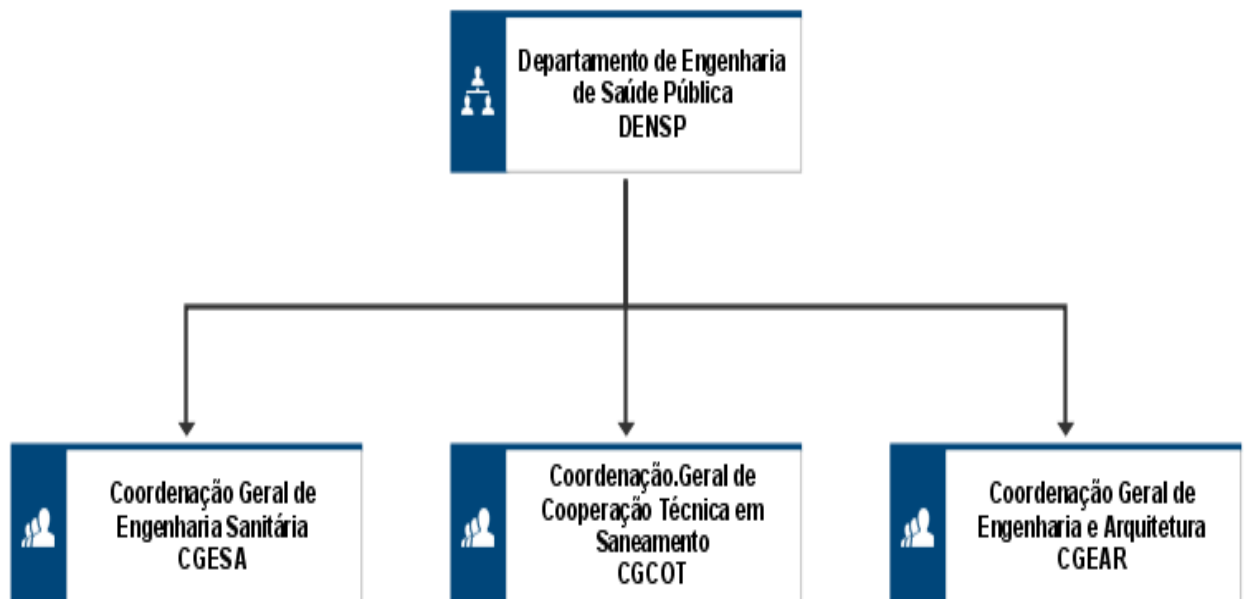 Departamento de Engenharia
de Saúde Pública
DENSP
Coordenação Geral de
Engenharia Sanitária
CGESA
Coordenação.Geral de
Cooperação Técnica em
Saneamento
CGCOT
Coordenação Geral de
Engenharia e Arquitetura
CGEAR